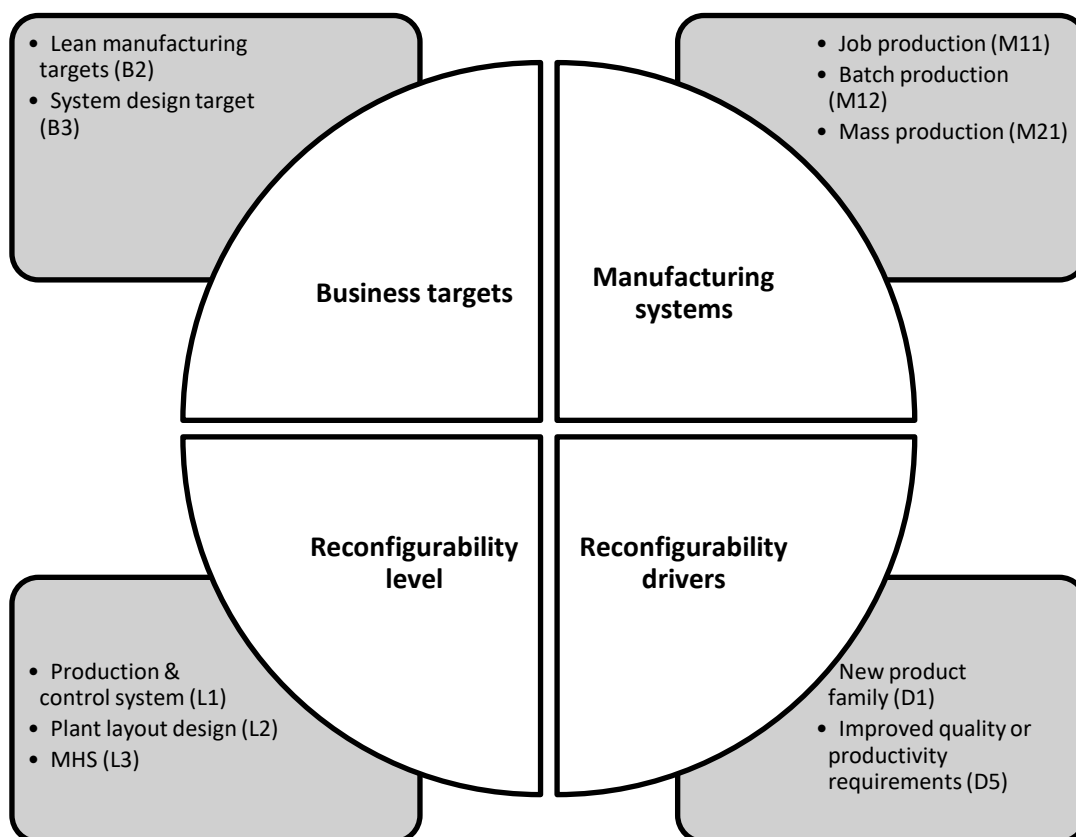 • Lean manufacturing
targets (B2)
• System design target
(B3)
• Job production (M11)
• Batch production
(M12)
• Mass production (M21)
Business targets
Manufacturing
systems
Reconfigurability
level
Reconfigurability
drivers
• Production &
control system (L1)
• Plant layout design (L2)
• MHS (L3)
New product
family (D1)
• Improved quality or
productivity
requirements (D5)